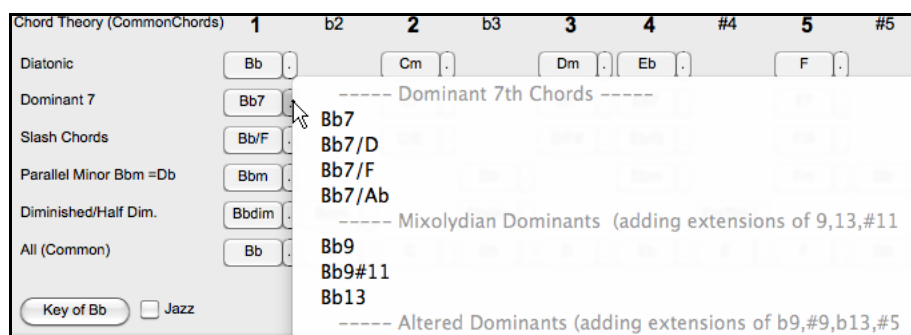 Chord Theory (CommonChords) 1 b2 2 b3 3 4 #4 5 #5
Diatonic Bb . Cm . Dm . Eb . F .
Dominant 7 Bb7 .
Slash Chords Bb/F .
Parallel Minor Bbm =Db Bbm .
Diminished/Half Dim. Bbdim .
All (Common) Bb .
Key of Bb Jazz
----- Dominant 7th Chords -----
Bb7
Bb7/D
Bb7/F
Bb7/Ab
----- Mixolydian Dominants (adding extensions of 9,13,#11
Bb9
Bb9#11
Bb13
----- Altered Dominants (adding extensions of b9,#9,b13,#5